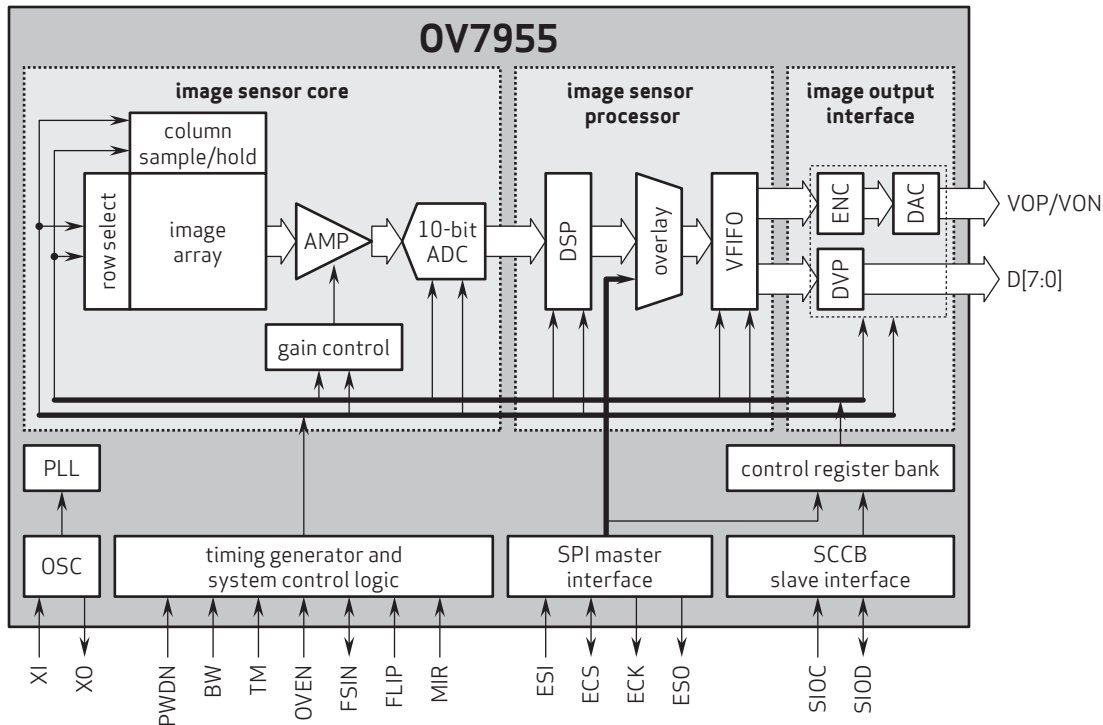 OV7955
image sensor core
image sensor
processor
image output
interface
column
sample/hold
row select
image
array
AMP
10-bit
ADC
gain control
DSP
overlay
VFIFO
ENC
DAC
DVP
VOP/VON
D[7:0]
PLL
control register bank
OSC
timing generator and
system control logic
SPI master
interface
SCCB
slave interface
XI
XO
PWDN
BW
TM
OVEN
FSIN
FLIP
MIR
ESI
ECS
ECK
ESO
SIOC
SIOD